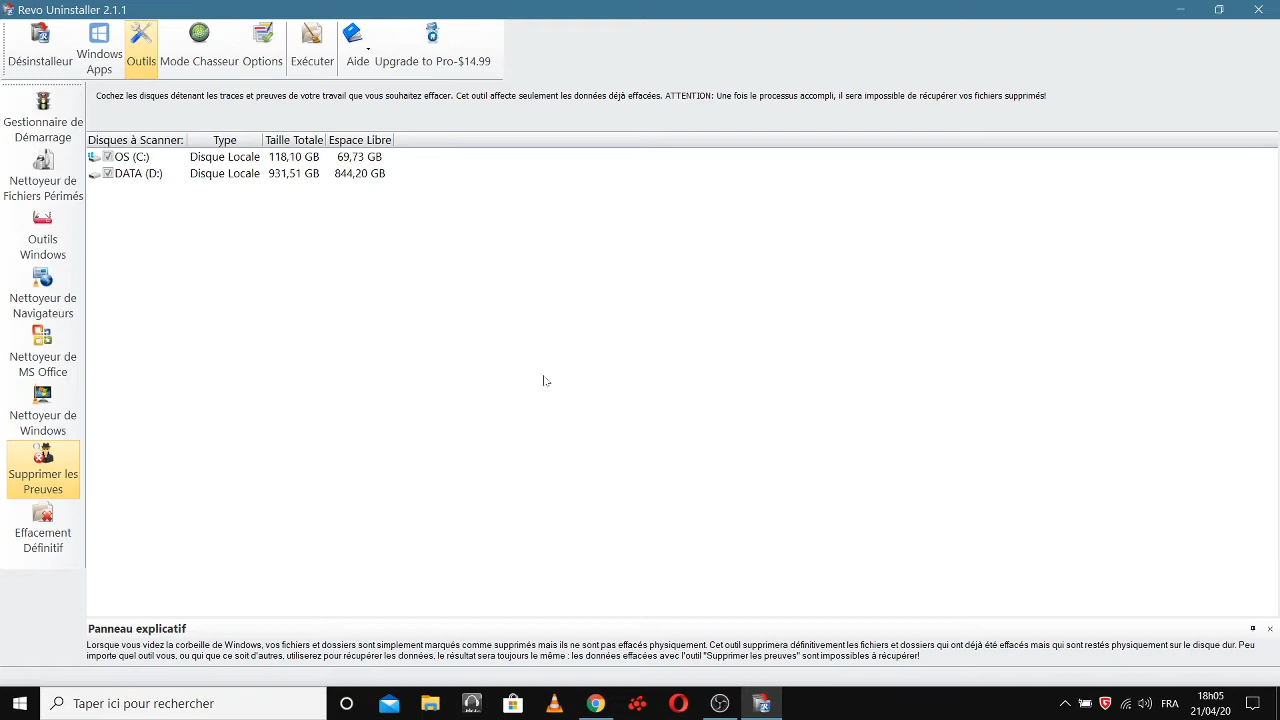 Revo Uninstaller 2.1.1
Désinstalleur
Windows
Apps
Outils
Mode Chasseur
Options
Exécuter
Aide
Upgrade to Pro-$14.99
Gestionnaire de
Démarrage
Nettoyeur de
Fichiers Périmés
Outils
Windows
Nettoyeur de
Navigateurs
Nettoyeur de
MS Office
Nettoyeur de
Windows
Supprimer les
Preuves
Effacement
Définitif
Cochez les disques détenant les traces et preuves de votre travail que vous souhaitez effacer. Cet outil affecte seulement les données déjà effacées. ATTENTION: Une fois le processus accompli, il sera impossible de récupérer vos fichiers supprimés!
Disques à Scanner: Type Taille Totale Espace Libre
OS (C:) Disque Locale 118,10 GB 69,73 GB
DATA (D:) Disque Locale 931,51 GB 844,20 GB
Panneau explicatif
Lorsque vous videz la corbeille de Windows, vos fichiers et dossiers sont simplement marqués comme supprimés mais ils ne sont pas effacés physiquement. Cet outil supprimera définitivement les fichiers et dossiers qui ont déjà été effacés mais qui sont restés physiquement sur le disque dur. Peu
importe quel outil vous, ou qui que ce soit d'autres, utiliserez pour récupérer les données, le résultat sera toujours le même : les données effacées avec l'outil "Supprimer les preuves" sont impossibles à récupérer!
Taper ici pour rechercher
FRA
18h05
21/04/20